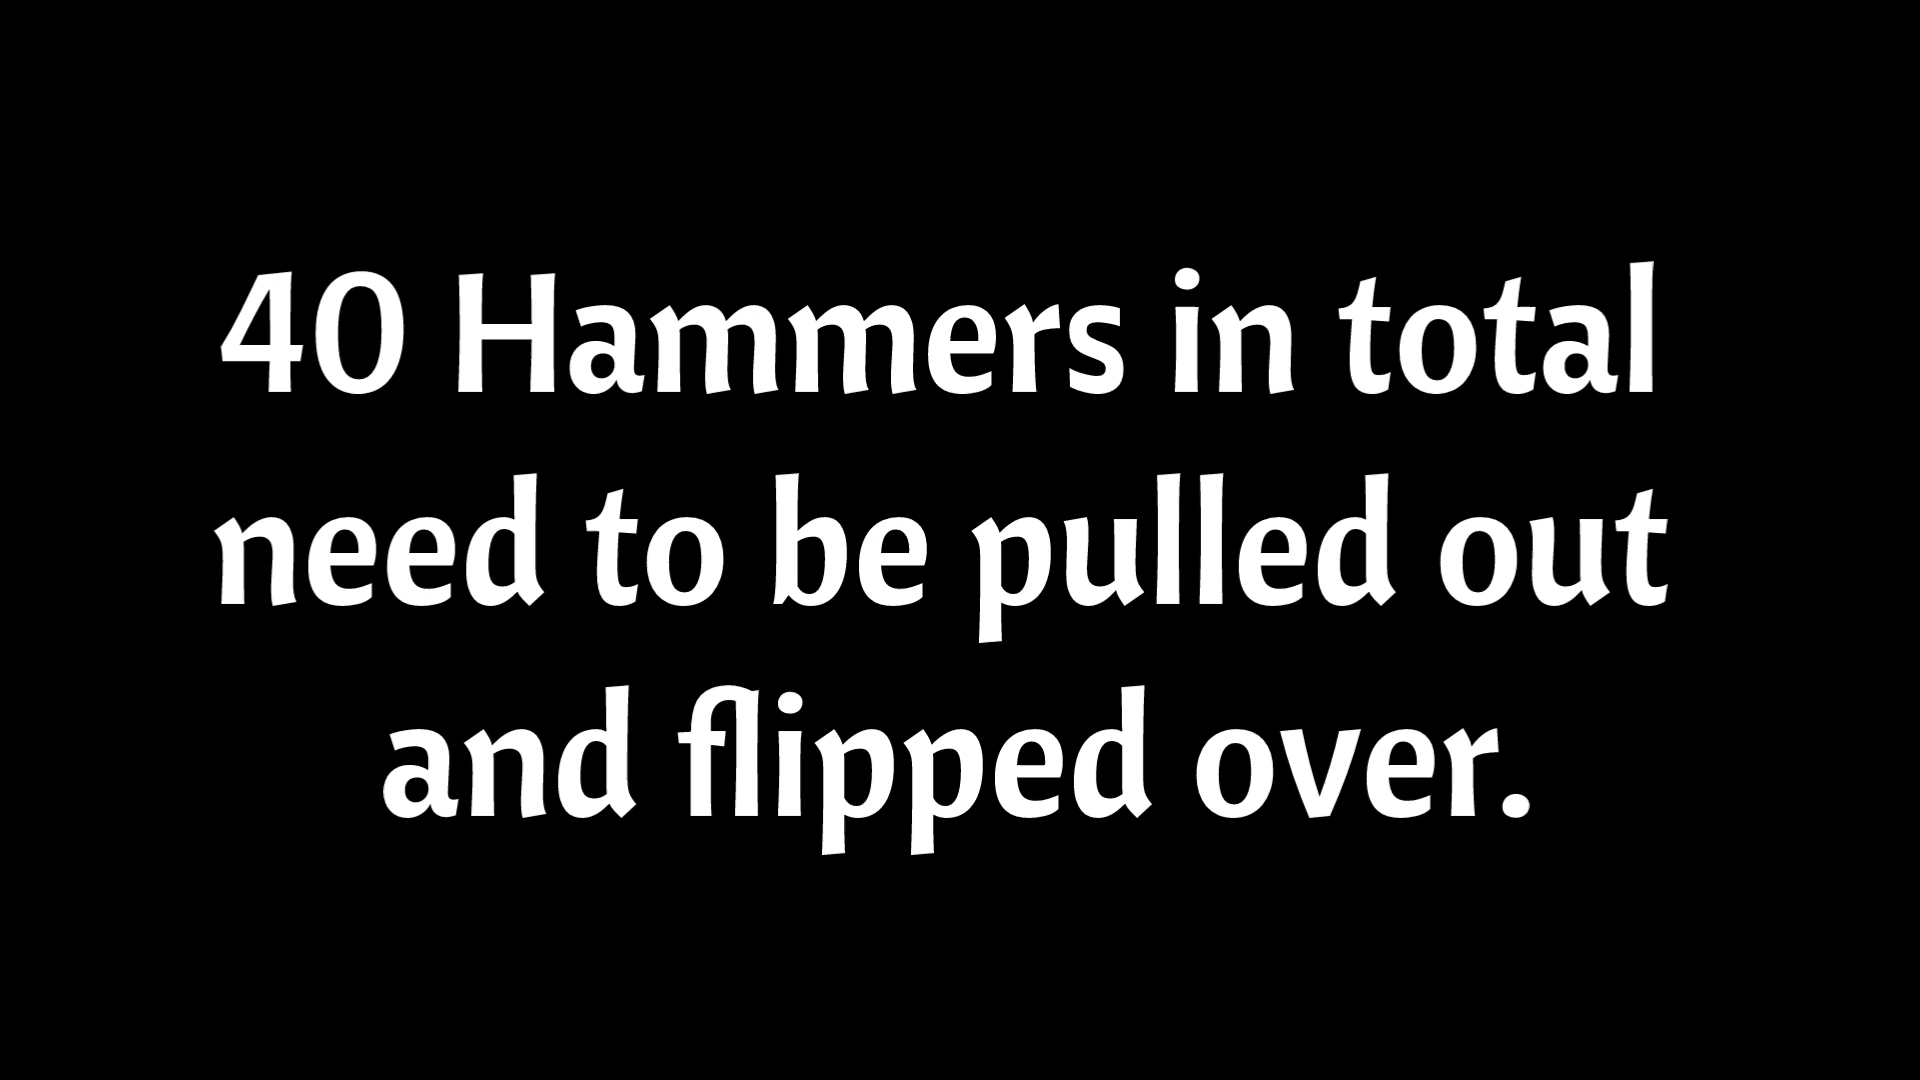 40 Hammers in total
need to be pulled out
and flipped over.